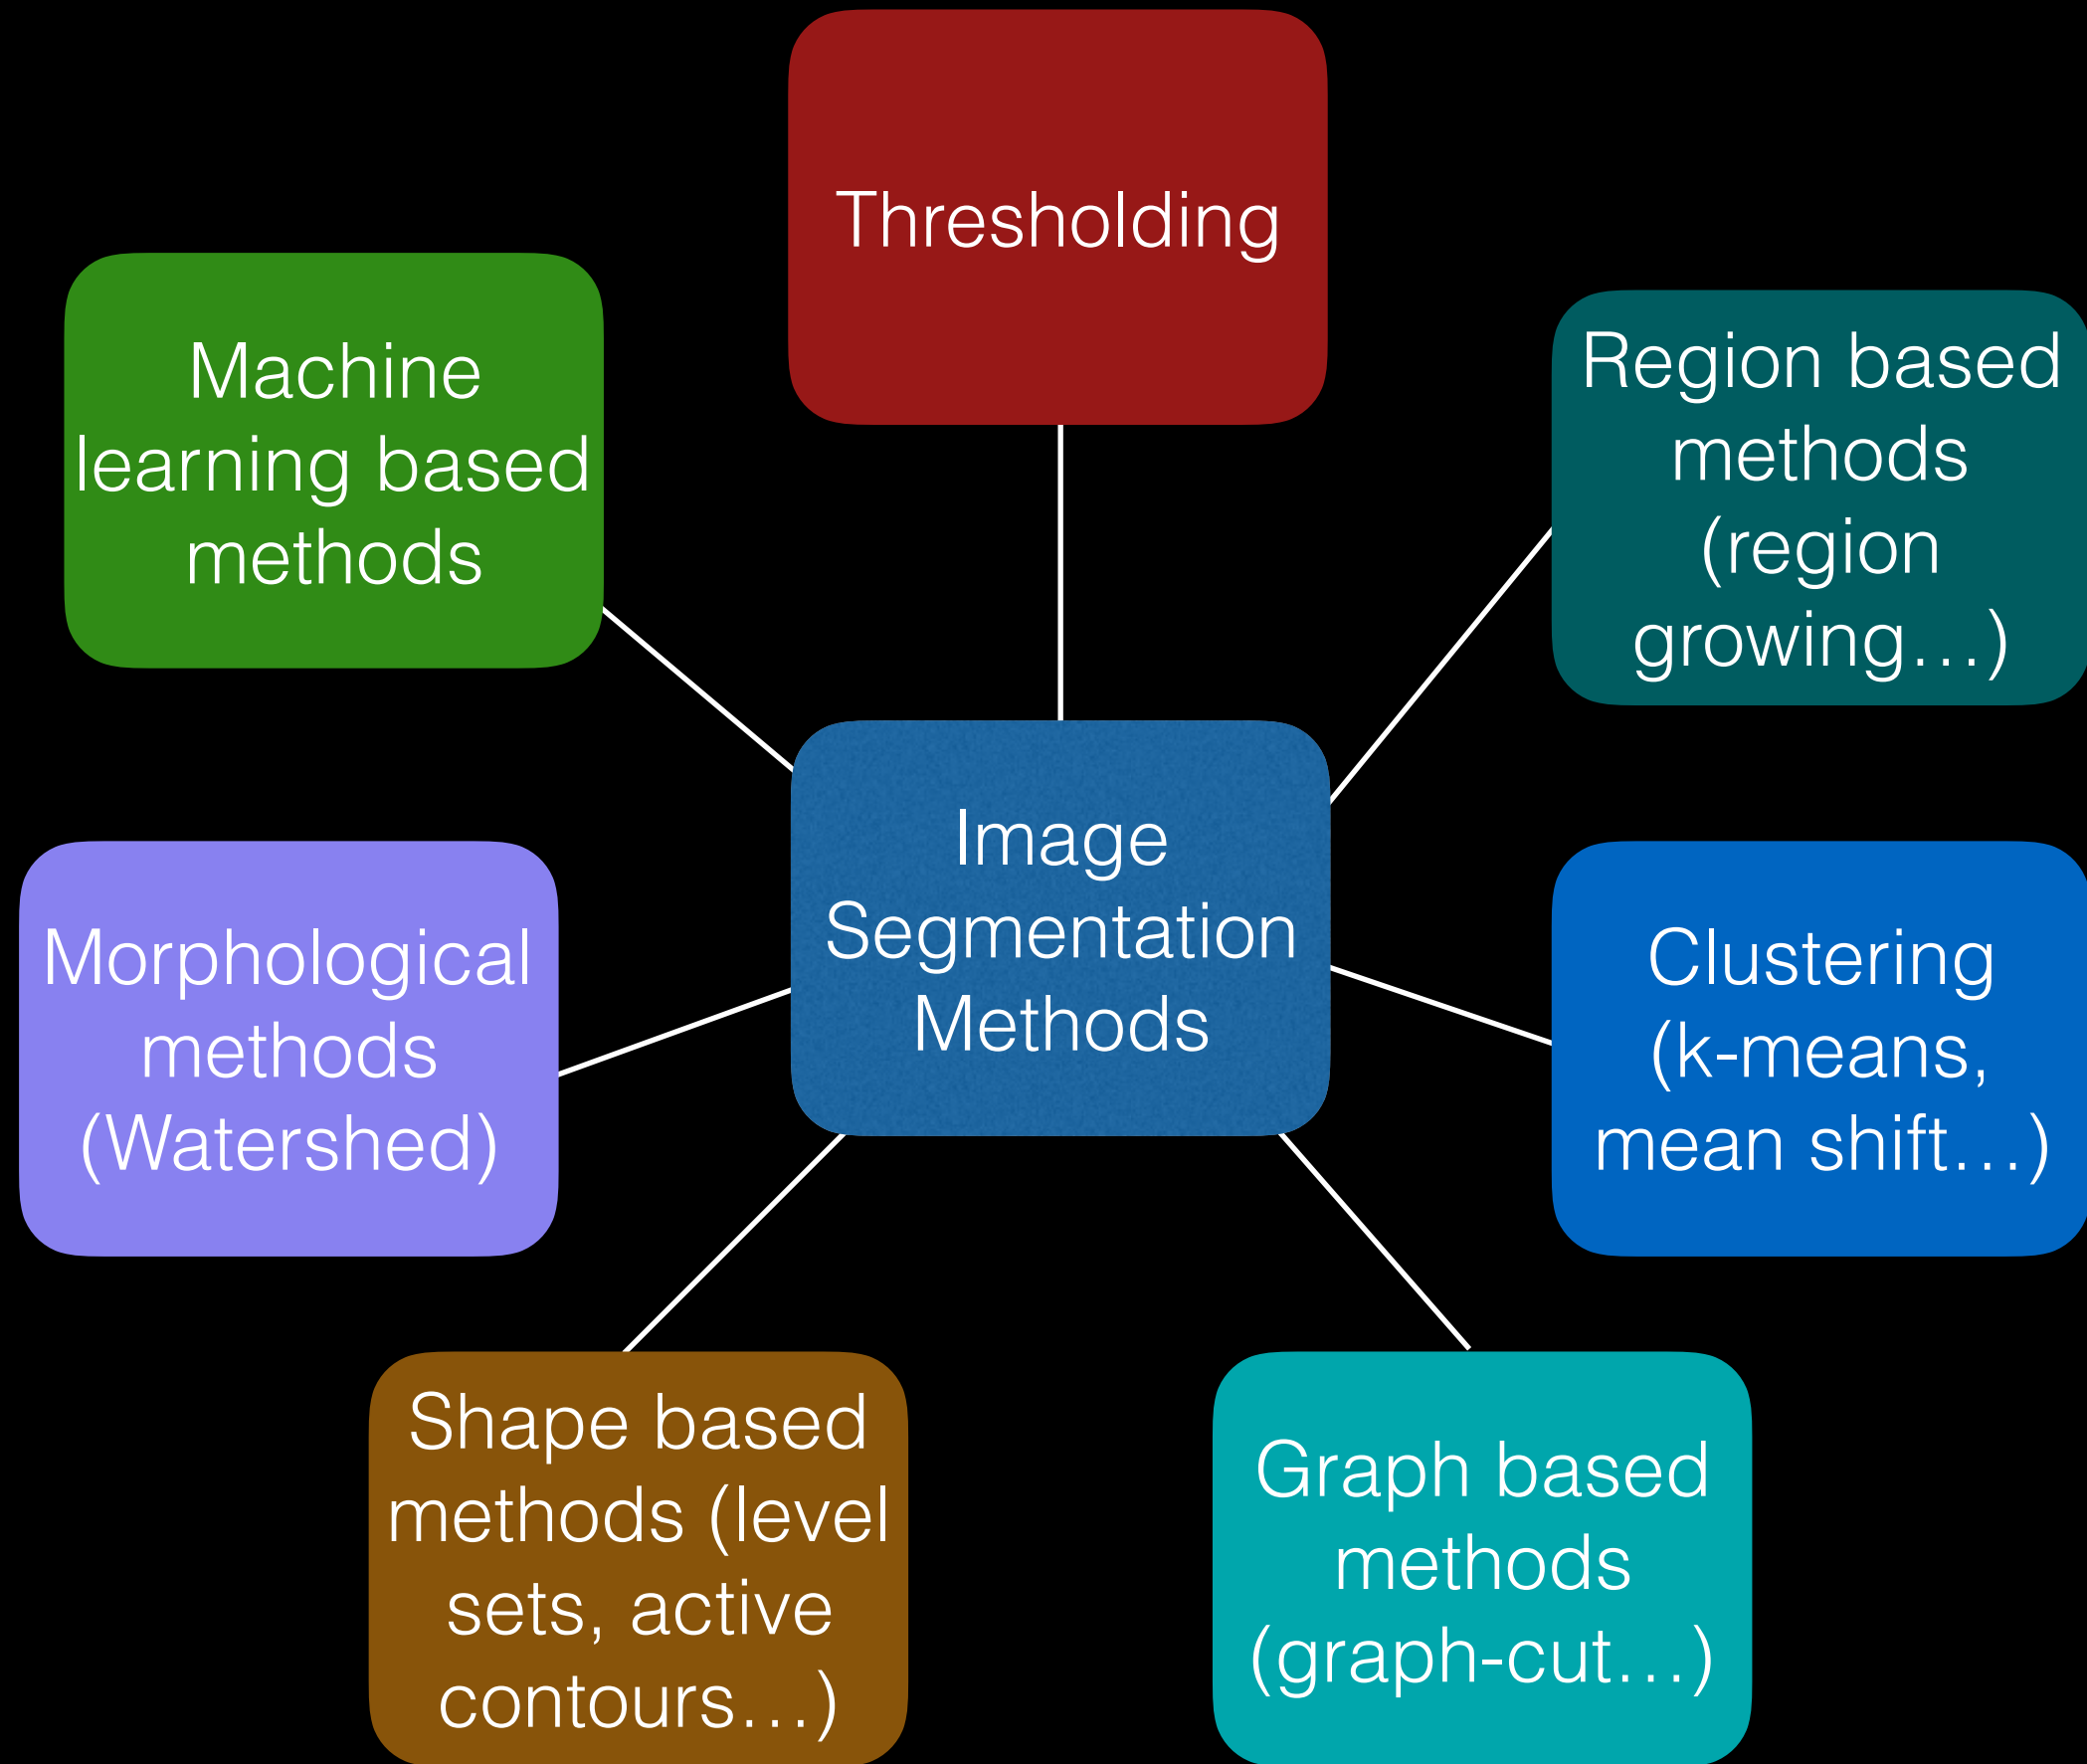 Thresholding
Machine
learning based
methods
Region based
methods
(region
growing…)
Image
Segmentation
Methods
Morphological
methods
(Watershed)
Clustering
(k-means,
mean shift…)
Shape based
methods (level
sets, active
contours…)
Graph based
methods
(graph-cut…)